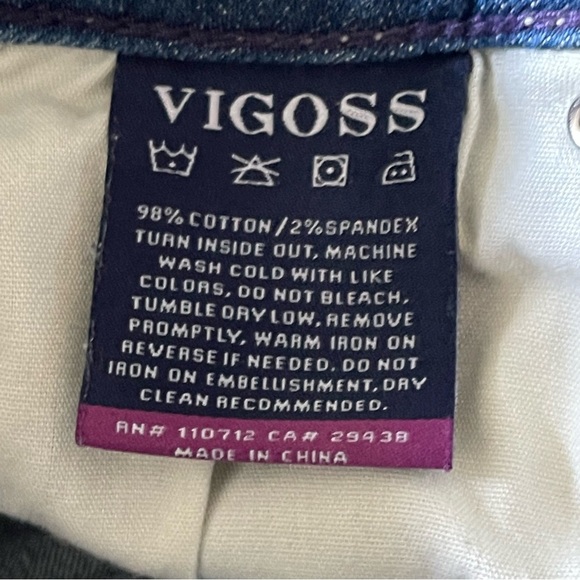 VIGOSS
98% COTTON/2%SPANDEX
TURN INSIDE OUT, MACHINE
WASH COLD WITH LIKE
COLORS, DO NOT BLEACH,
TUMBLE DRY LOW, REMOVE
PROMPTLY, WARM IRON ON
REVERSE IF NEEDED. DO NOT
IRON ON EMBELLISHMENT, DRY
CLEAN RECOMMENDED.
RN# 110712 CA# 29438
MADE IN CHINA